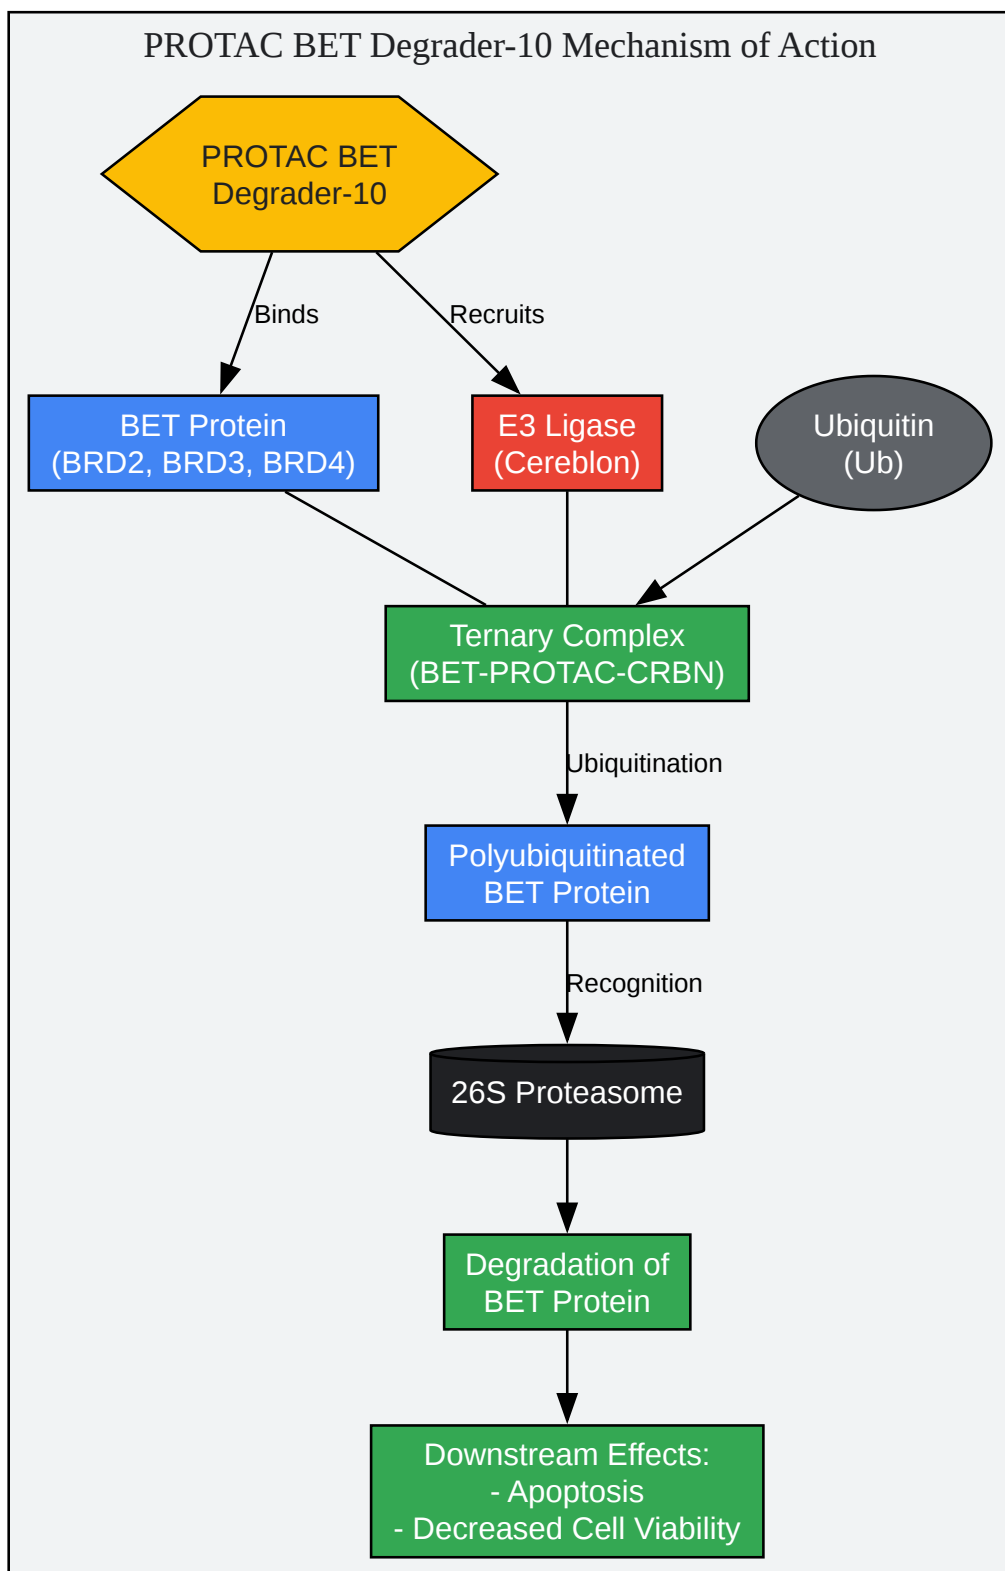 PROTAC BET Degrader-10 Mechanism of Action
PROTAC BET
Degrader-10
Binds
Recruits
BET Protein
(BRD2, BRD3, BRD4)
E3 Ligase
(Cereblon)
Ubiquitin
(Ub)
Ternary Complex
(BET-PROTAC-CRBN)
Ubiquitination
Polyubiquitinated
BET Protein
Recognition
26S Proteasome
Degradation of
BET Protein
Downstream Effects:
- Apoptosis
- Decreased Cell Viability